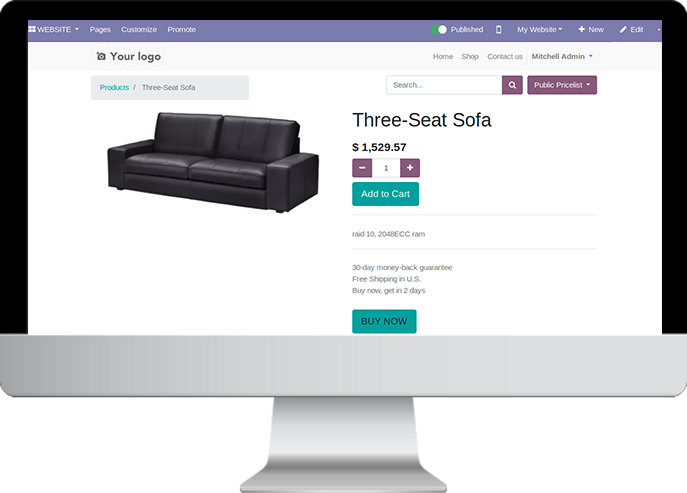 WEBSITE Pages Customize Promote Published My Website + New Edit
Your logo Home Shop Contact us Mitchell Admin
Products / Three-Seat Sofa Search... Public Pricelist
Three-Seat Sofa
$ 1,529.57
− 1 +
Add to Cart
raid 10, 2048ECC ram
30-day money-back guarantee
Free Shipping in U.S.
Buy now, get in 2 days
BUY NOW